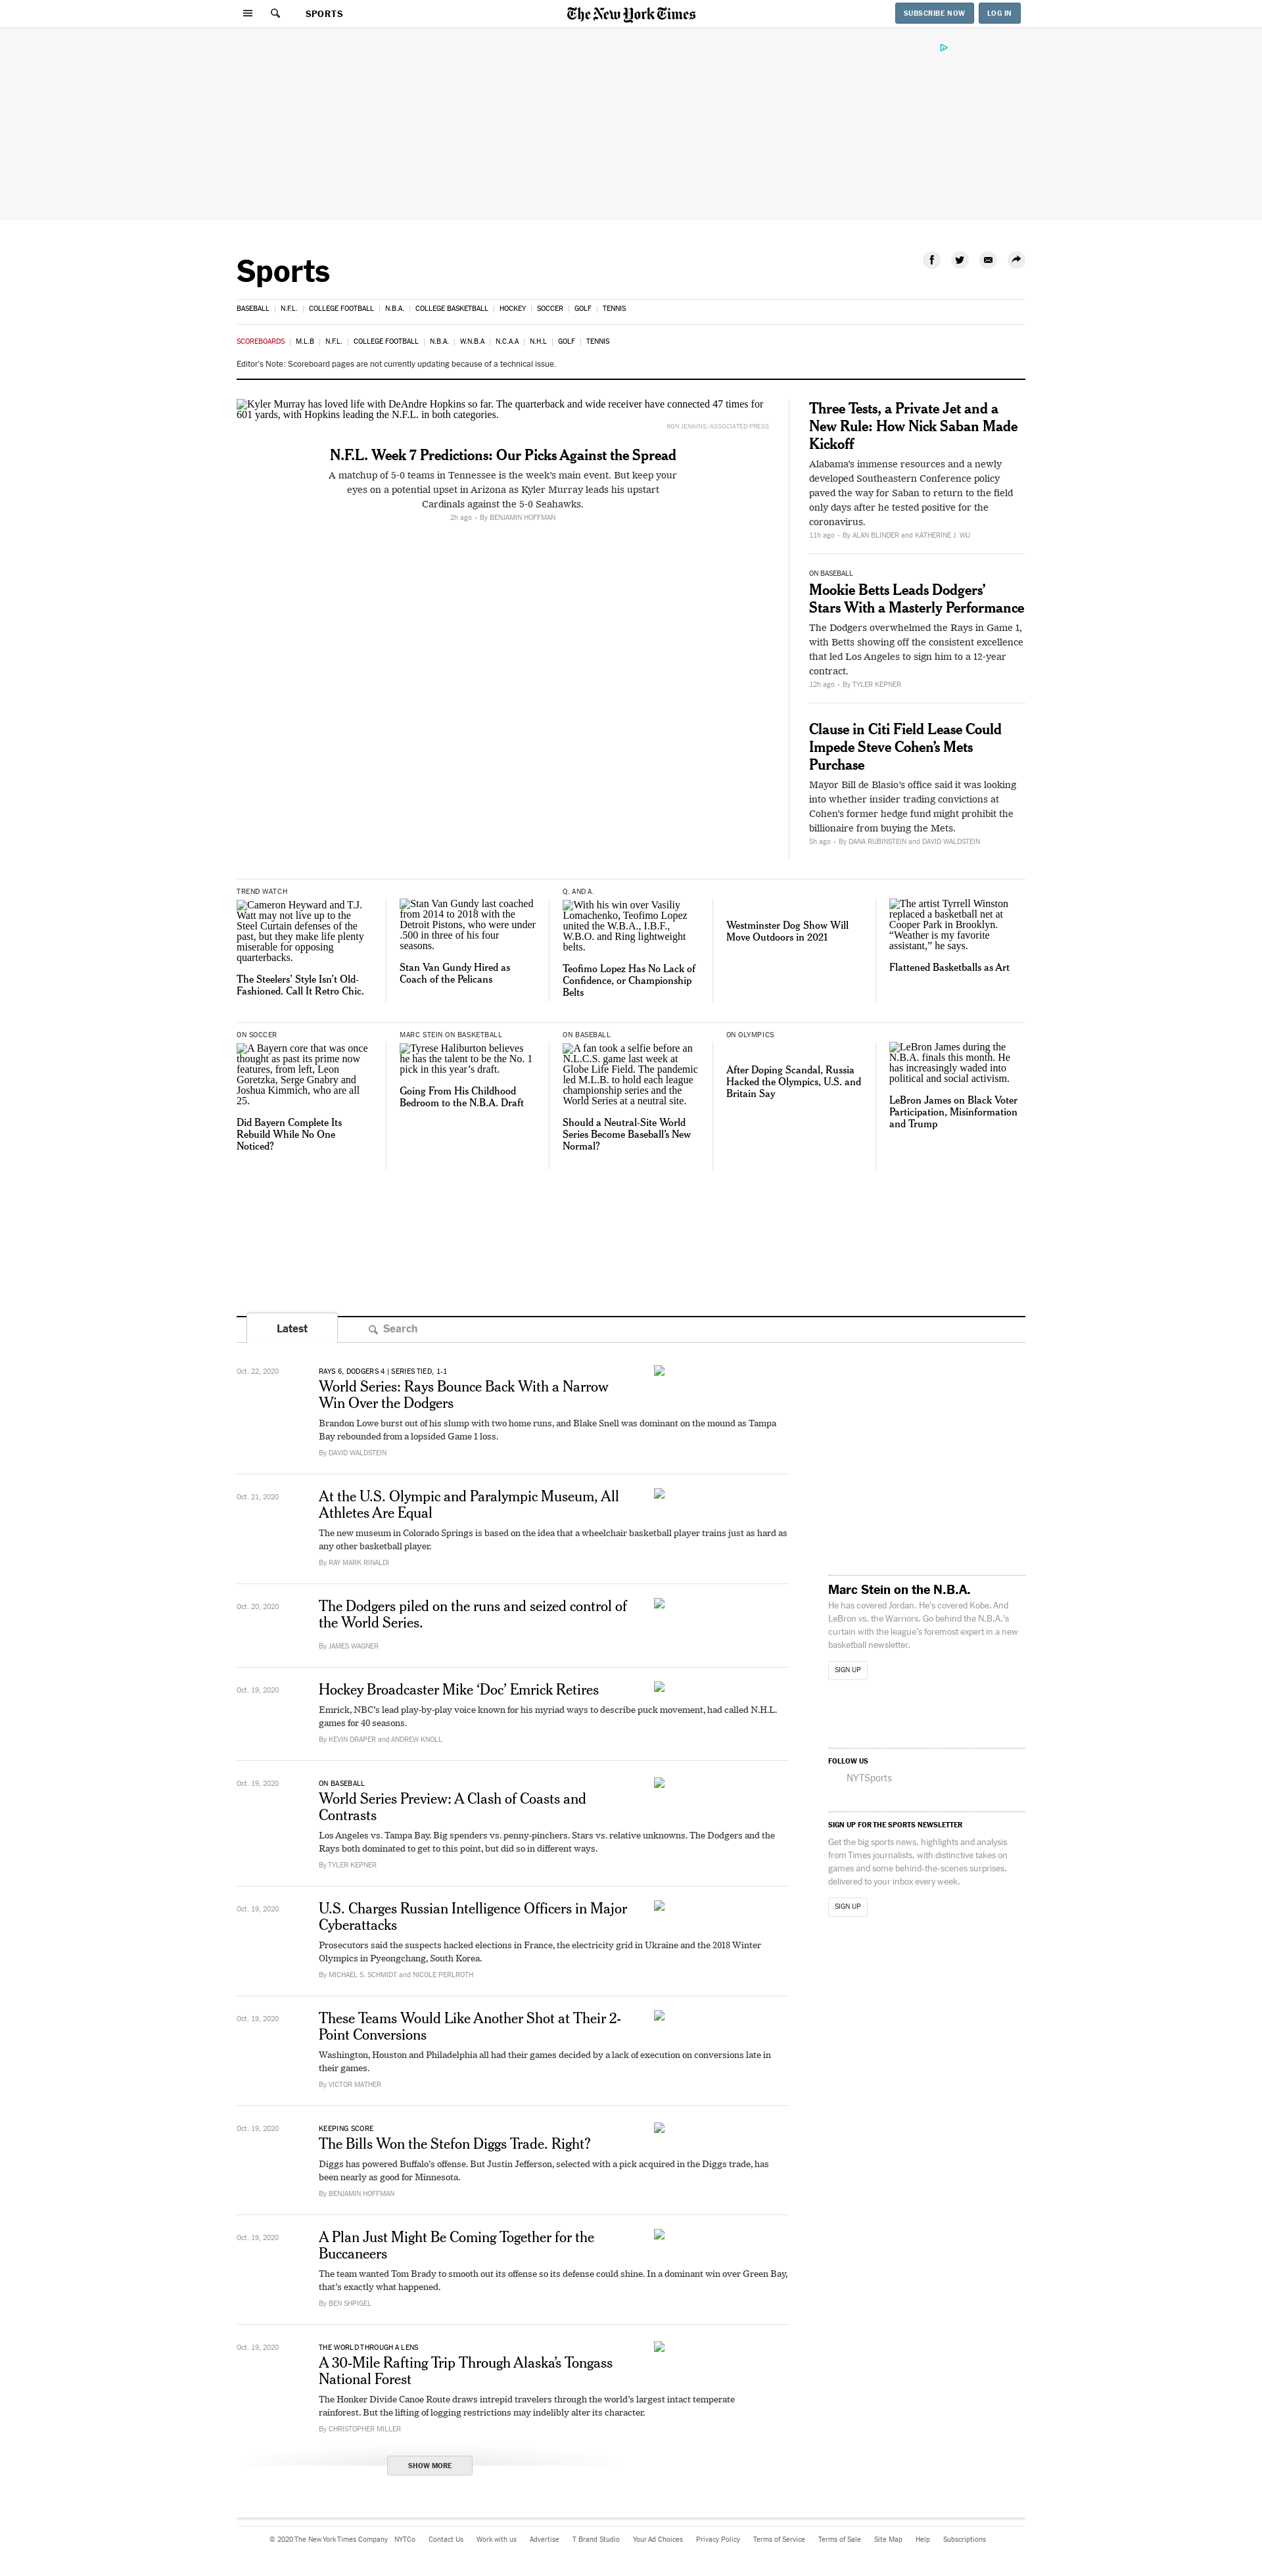 SPORTS
The New York Times
SUBSCRIBE NOW
LOG IN
Sports
BASEBALL | N.F.L. | COLLEGE FOOTBALL | N.B.A. | COLLEGE BASKETBALL | HOCKEY | SOCCER | GOLF | TENNIS
SCOREBOARDS | M.L.B | N.F.L. | COLLEGE FOOTBALL | N.B.A. | W.N.B.A | N.C.A.A | N.H.L | GOLF | TENNIS
Editor's Note: Scoreboard pages are not currently updating because of a technical issue.
Kyler Murray has loved life with DeAndre Hopkins so far. The quarterback and wide receiver have connected 47 times for
601 yards, with Hopkins leading the N.F.L. in both categories.
RON JENKINS/ASSOCIATED PRESS
N.F.L. Week 7 Predictions: Our Picks Against the Spread
A matchup of 5-0 teams in Tennessee is the week's main event. But keep your
eyes on a potential upset in Arizona as Kyler Murray leads his upstart
Cardinals against the 5-0 Seahawks.
2h ago • By BENJAMIN HOFFMAN
Three Tests, a Private Jet and a
New Rule: How Nick Saban Made
Kickoff
Alabama's immense resources and a newly
developed Southeastern Conference policy
paved the way for Saban to return to the field
only days after he tested positive for the
coronavirus.
11h ago • By ALAN BLINDER and KATHERINE J. WU
ON BASEBALL
Mookie Betts Leads Dodgers'
Stars With a Masterly Performance
The Dodgers overwhelmed the Rays in Game 1,
with Betts showing off the consistent excellence
that led Los Angeles to sign him to a 12-year
contract.
12h ago • By TYLER KEPNER
Clause in Citi Field Lease Could
Impede Steve Cohen's Mets
Purchase
Mayor Bill de Blasio's office said it was looking
into whether insider trading convictions at
Cohen's former hedge fund might prohibit the
billionaire from buying the Mets.
5h ago • By DANA RUBINSTEIN and DAVID WALDSTEIN
TREND WATCH
Cameron Heyward and T.J.
Watt may not live up to the
Steel Curtain defenses of the
past, but they make life plenty
miserable for opposing
quarterbacks.
The Steelers' Style Isn't Old-
Fashioned. Call It Retro Chic.
Stan Van Gundy last coached
from 2014 to 2018 with the
Detroit Pistons, who were under
.500 in three of his four
seasons.
Stan Van Gundy Hired as
Coach of the Pelicans
Q. AND A.
With his win over Vasiliy
Lomachenko, Teofimo Lopez
united the W.B.A., I.B.F.,
W.B.O. and Ring lightweight
belts.
Teofimo Lopez Has No Lack of
Confidence, or Championship
Belts
Westminster Dog Show Will
Move Outdoors in 2021
The artist Tyrrell Winston
replaced a basketball net at
Cooper Park in Brooklyn.
“Weather is my favorite
assistant,” he says.
Flattened Basketballs as Art
ON SOCCER
A Bayern core that was once
thought as past its prime now
features, from left, Leon
Goretzka, Serge Gnabry and
Joshua Kimmich, who are all
25.
Did Bayern Complete Its
Rebuild While No One
Noticed?
MARC STEIN ON BASKETBALL
Tyrese Haliburton believes
he has the talent to be the No. 1
pick in this year's draft.
Going From His Childhood
Bedroom to the N.B.A. Draft
ON BASEBALL
A fan took a selfie before an
N.L.C.S. game last week at
Globe Life Field. The pandemic
led M.L.B. to hold each league
championship series and the
World Series at a neutral site.
Should a Neutral-Site World
Series Become Baseball's New
Normal?
ON OLYMPICS
After Doping Scandal, Russia
Hacked the Olympics, U.S. and
Britain Say
LeBron James during the
N.B.A. finals this month. He
has increasingly waded into
political and social activism.
LeBron James on Black Voter
Participation, Misinformation
and Trump
Latest
Search
Oct. 22, 2020
RAYS 6, DODGERS 4 | SERIES TIED, 1-1
World Series: Rays Bounce Back With a Narrow
Win Over the Dodgers
Brandon Lowe burst out of his slump with two home runs, and Blake Snell was dominant on the mound as Tampa
Bay rebounded from a lopsided Game 1 loss.
By DAVID WALDSTEIN
Oct. 21, 2020
At the U.S. Olympic and Paralympic Museum, All
Athletes Are Equal
The new museum in Colorado Springs is based on the idea that a wheelchair basketball player trains just as hard as
any other basketball player.
By RAY MARK RINALDI
Oct. 20, 2020
The Dodgers piled on the runs and seized control of
the World Series.
By JAMES WAGNER
Oct. 19, 2020
Hockey Broadcaster Mike ‘Doc’ Emrick Retires
Emrick, NBC's lead play-by-play voice known for his myriad ways to describe puck movement, had called N.H.L.
games for 40 seasons.
By KEVIN DRAPER and ANDREW KNOLL
Oct. 19, 2020
ON BASEBALL
World Series Preview: A Clash of Coasts and
Contrasts
Los Angeles vs. Tampa Bay. Big spenders vs. penny-pinchers. Stars vs. relative unknowns. The Dodgers and the
Rays both dominated to get to this point, but did so in different ways.
By TYLER KEPNER
Oct. 19, 2020
U.S. Charges Russian Intelligence Officers in Major
Cyberattacks
Prosecutors said the suspects hacked elections in France, the electricity grid in Ukraine and the 2018 Winter
Olympics in Pyeongchang, South Korea.
By MICHAEL S. SCHMIDT and NICOLE PERLROTH
Oct. 19, 2020
These Teams Would Like Another Shot at Their 2-
Point Conversions
Washington, Houston and Philadelphia all had their games decided by a lack of execution on conversions late in
their games.
By VICTOR MATHER
Oct. 19, 2020
KEEPING SCORE
The Bills Won the Stefon Diggs Trade. Right?
Diggs has powered Buffalo's offense. But Justin Jefferson, selected with a pick acquired in the Diggs trade, has
been nearly as good for Minnesota.
By BENJAMIN HOFFMAN
Oct. 19, 2020
A Plan Just Might Be Coming Together for the
Buccaneers
The team wanted Tom Brady to smooth out its offense so its defense could shine. In a dominant win over Green Bay,
that's exactly what happened.
By BEN SHPIGEL
Oct. 19, 2020
THE WORLD THROUGH A LENS
A 30-Mile Rafting Trip Through Alaska's Tongass
National Forest
The Honker Divide Canoe Route draws intrepid travelers through the world's largest intact temperate
rainforest. But the lifting of logging restrictions may indelibly alter its character.
By CHRISTOPHER MILLER
SHOW MORE
Marc Stein on the N.B.A.
He has covered Jordan. He's covered Kobe. And
LeBron vs. the Warriors. Go behind the N.B.A.'s
curtain with the league's foremost expert in a new
basketball newsletter.
SIGN UP
FOLLOW US
NYTSports
SIGN UP FOR THE SPORTS NEWSLETTER
Get the big sports news, highlights and analysis
from Times journalists, with distinctive takes on
games and some behind-the-scenes surprises,
delivered to your inbox every week.
SIGN UP
© 2020 The New York Times Company NYTCo Contact Us Work with us Advertise T Brand Studio Your Ad Choices Privacy Policy Terms of Service Terms of Sale Site Map Help Subscriptions